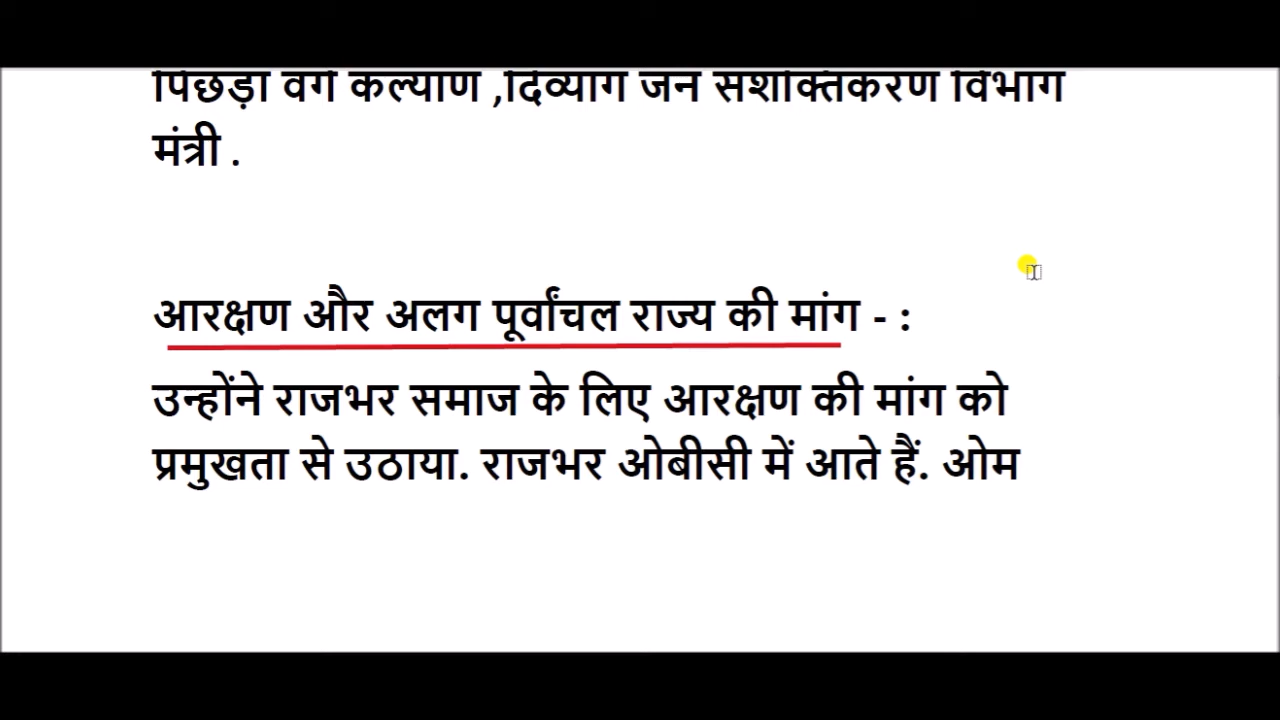 पिछड़ा वर्ग कल्याण ,दिव्यांग जन सशक्तिकरण विभाग
मंत्री .
आरक्षण और अलग पूर्वांचल राज्य की मांग - :
उन्होंने राजभर समाज के लिए आरक्षण की मांग को
प्रमुखता से उठाया. राजभर ओबीसी में आते हैं. ओम